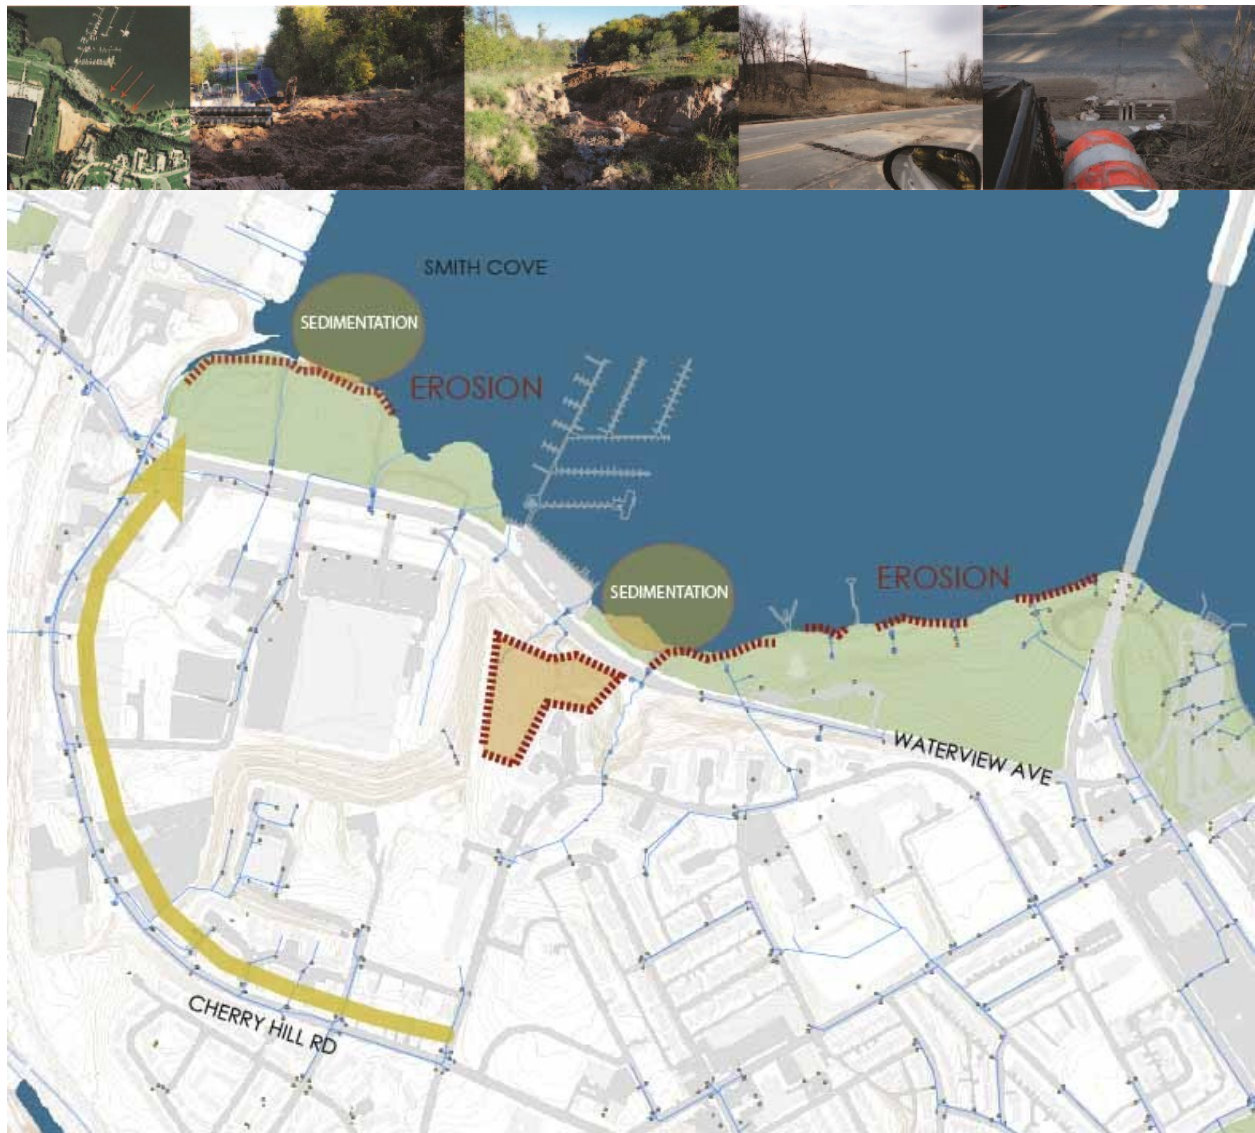 SMITH COVE
SEDIMENTATION
EROSION
SEDIMENTATION
EROSION
WATERVIEW AVE
CHERRY HILL RD